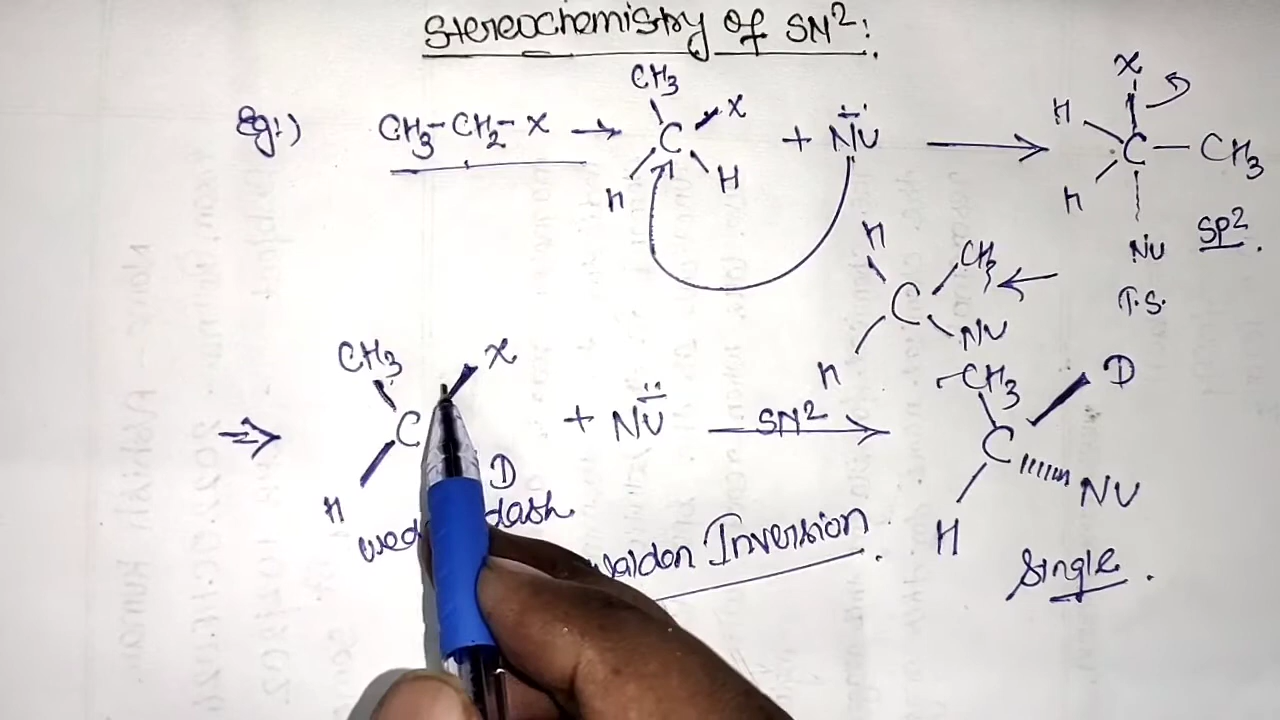 Stereochemistry of SN²:
Eg:) CH₃-CH₂-X → CH₃ C X H H + N̈ū → X H C CH₃ H Nu SP²
T.S.
H CH₃ C H Nu
⇒ CH₃ X C H D + N̈ū SN² → CH₃ D C H Nu
dash
Inversion.
Single.